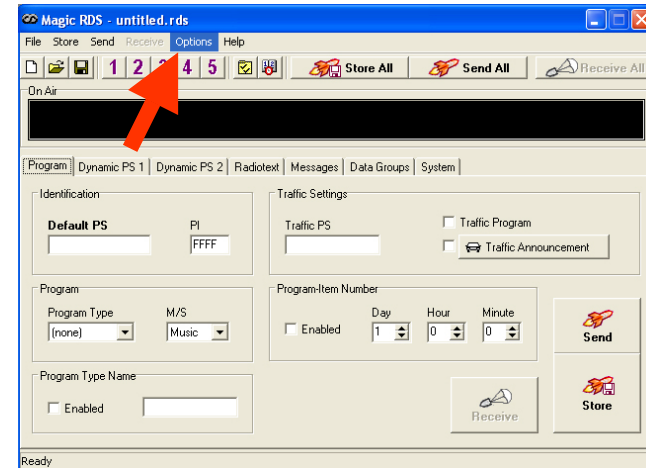 Magic RDS - untitled.rds
File Store Send Receive Options Help
1 2 3 4 5 Store All Send All Receive All
On Air
Program Dynamic PS 1 Dynamic PS 2 Radiotext Messages Data Groups System
Identification
Default PS PI
FFFF
Traffic Settings
Traffic PS Traffic Program
Traffic Announcement
Program
Program Type M/S
(none) Music
Program-Item Number
Day Hour Minute
Enabled 1 0 0
Send
Program Type Name
Enabled
Receive
Store
Ready